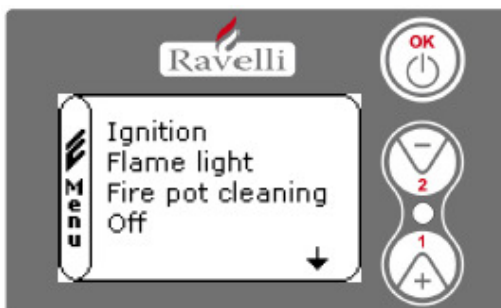 Ravelli
OK
Menu
Ignition
Flame light
Fire pot cleaning
Off
2
1